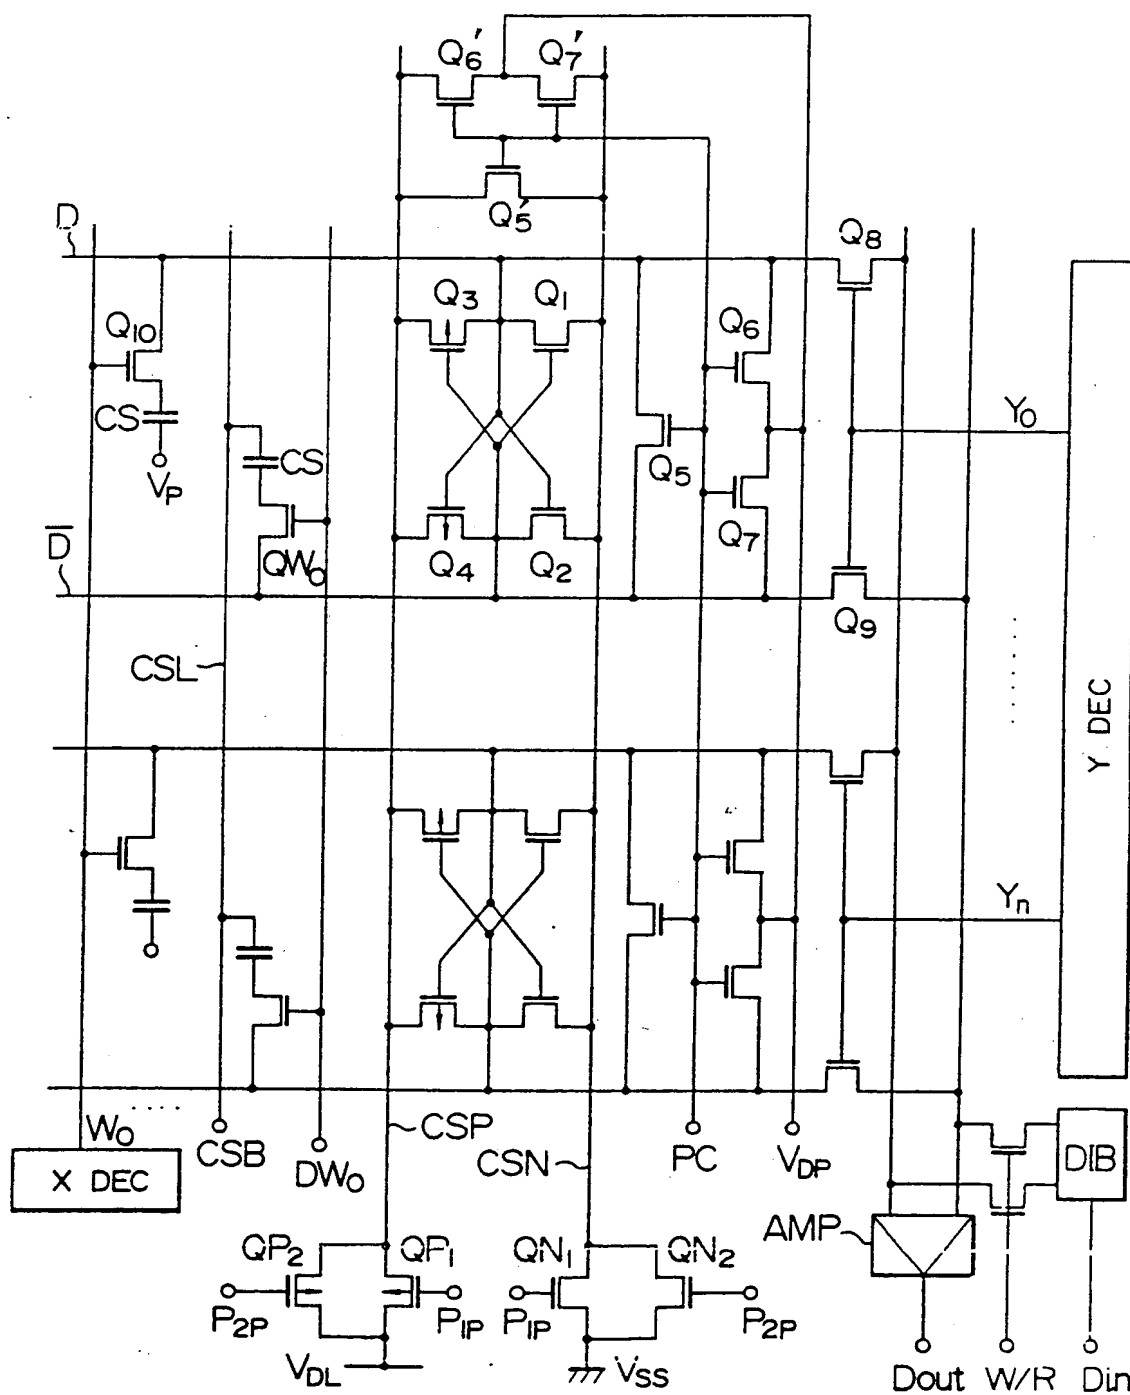 Q6' Q7'
Q5'
D Q8
Q3 Q1
Q10 Q6
CS Y0
CS Q5
VP
Q7
D̅ QW0 Q4 Q2
Q9
CSL
Y DEC
Yn
W0
CSB CSP PC VDP
DW0 CSN DIB
X DEC
AMP
QP2 QP1 QN1 QN2
P2P P1P P1P P2P
VDL VSS
Dout W/R Din